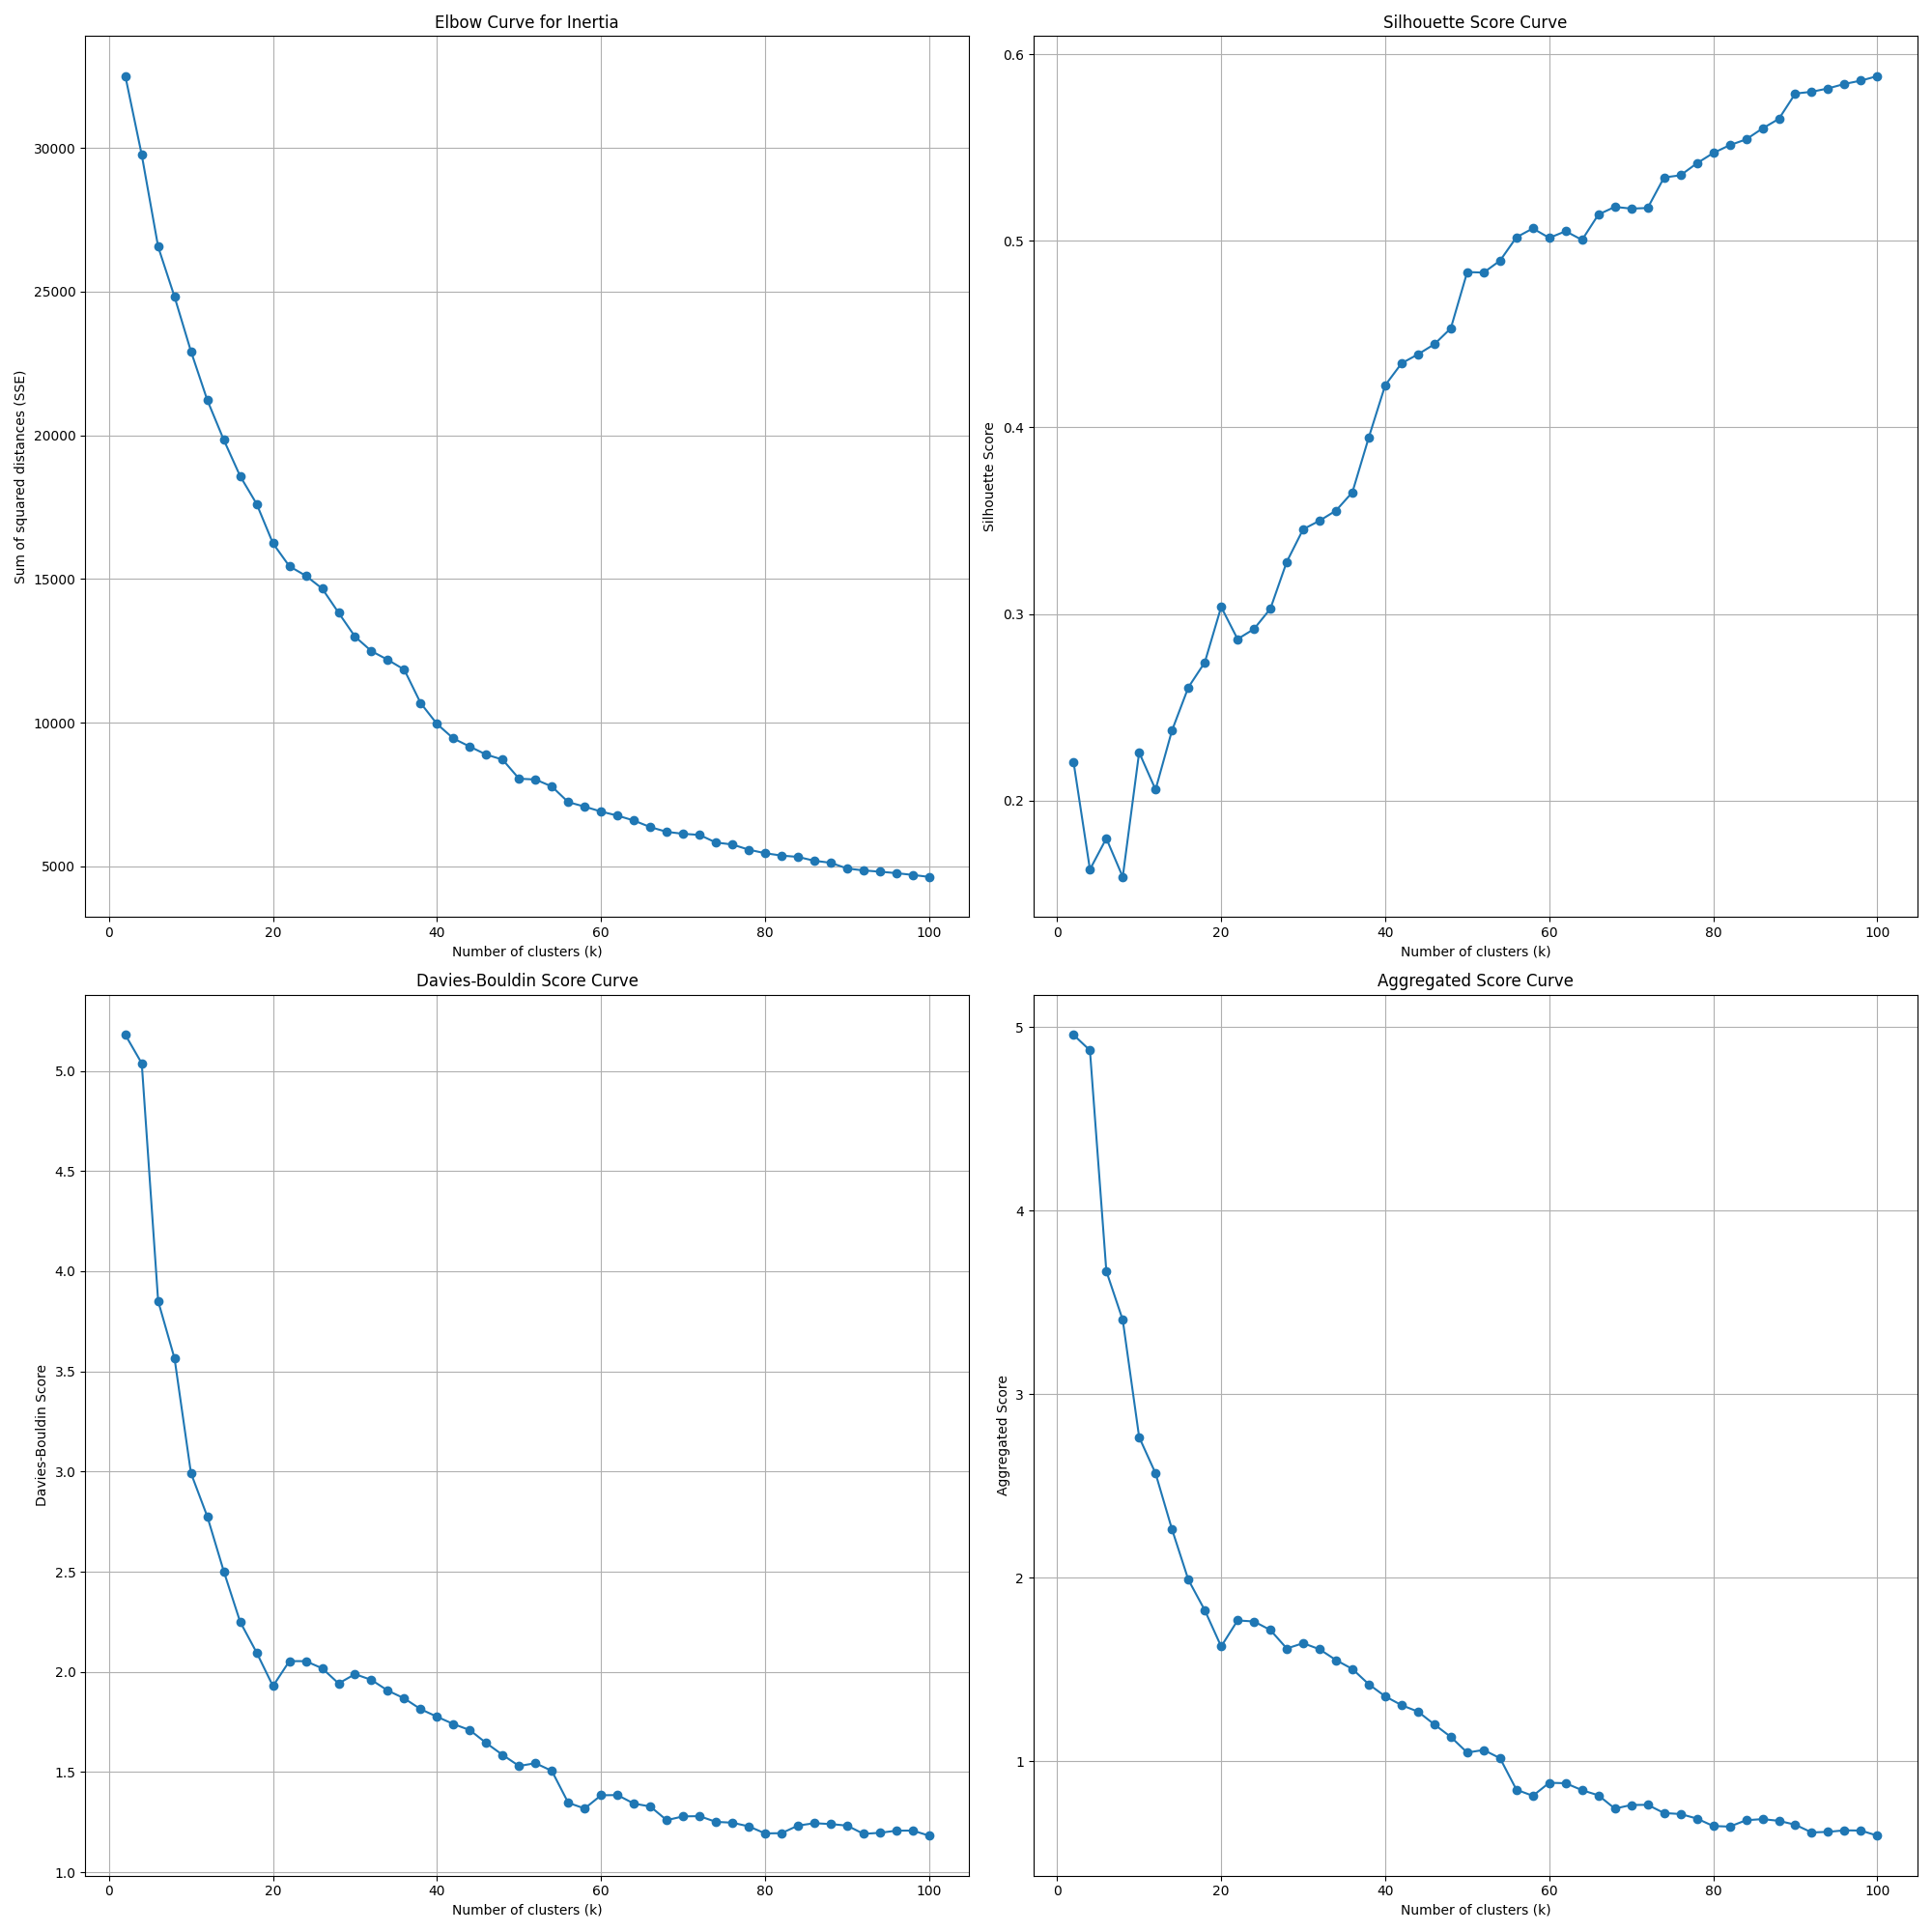 Elbow Curve for Inertia
Sum of squared distances (SSE)
30000
25000
20000
15000
10000
5000
0 20 40 60 80 100
Number of clusters (k)
Silhouette Score Curve
Silhouette Score
0.6
0.5
0.4
0.3
0.2
0 20 40 60 80 100
Number of clusters (k)
Davies-Bouldin Score Curve
Davies-Bouldin Score
5.0
4.5
4.0
3.5
3.0
2.5
2.0
1.5
1.0
0 20 40 60 80 100
Number of clusters (k)
Aggregated Score Curve
Aggregated Score
5
4
3
2
1
0 20 40 60 80 100
Number of clusters (k)